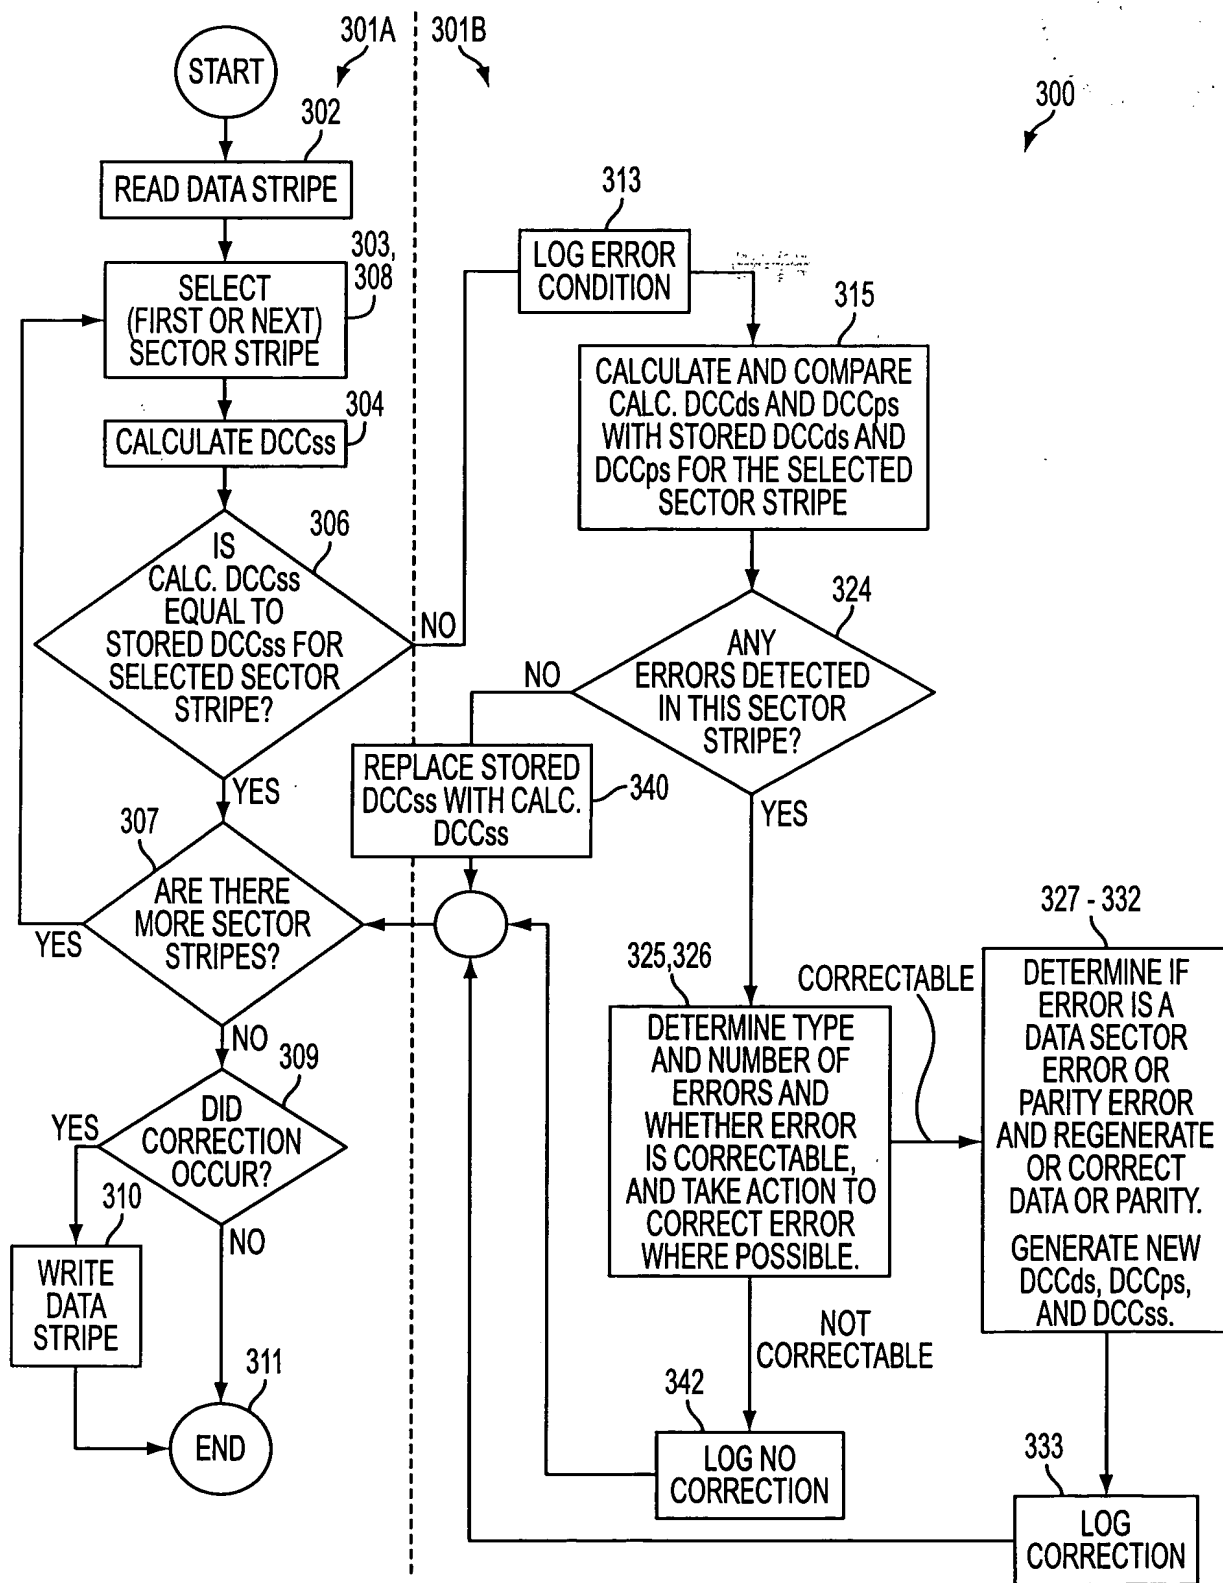 301A
301B
START
300
302
READ DATA STRIPE
313
303,
308
LOG ERROR
CONDITION
SELECT
(FIRST OR NEXT)
SECTOR STRIPE
315
CALCULATE AND COMPARE
CALC. DCCds AND DCCps
WITH STORED DCCds AND
DCCps FOR THE SELECTED
SECTOR STRIPE
304
CALCULATE DCCss
306
IS
CALC. DCCss
EQUAL TO
STORED DCCss FOR
SELECTED SECTOR
STRIPE?
NO
324
ANY
ERRORS DETECTED
IN THIS SECTOR
STRIPE?
NO
YES
REPLACE STORED
DCCss WITH CALC.
DCCss
340
YES
307
ARE THERE
MORE SECTOR
STRIPES?
YES
NO
325,326
CORRECTABLE
327 - 332
DETERMINE TYPE
AND NUMBER OF
ERRORS AND
WHETHER ERROR
IS CORRECTABLE,
AND TAKE ACTION TO
CORRECT ERROR
WHERE POSSIBLE.
DETERMINE IF
ERROR IS A
DATA SECTOR
ERROR OR
PARITY ERROR
AND REGENERATE
OR CORRECT
DATA OR PARITY.
GENERATE NEW
DCCds, DCCps,
AND DCCss.
309
DID
CORRECTION
OCCUR?
YES
NO
310
WRITE
DATA
STRIPE
311
END
NOT
CORRECTABLE
342
LOG NO
CORRECTION
333
LOG
CORRECTION